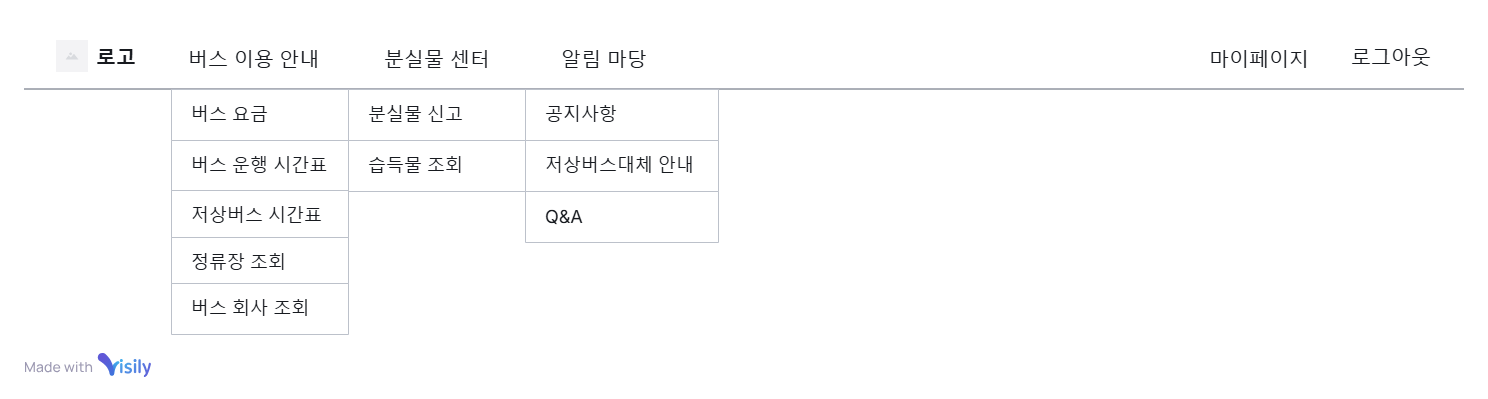 로고 버스 이용 안내 분실물 센터 알림 마당 마이페이지 로그아웃
버스 요금 분실물 신고 공지사항
버스 운행 시간표 습득물 조회 저상버스대체 안내
저상버스 시간표 Q&A
정류장 조회
버스 회사 조회
Made with Visily